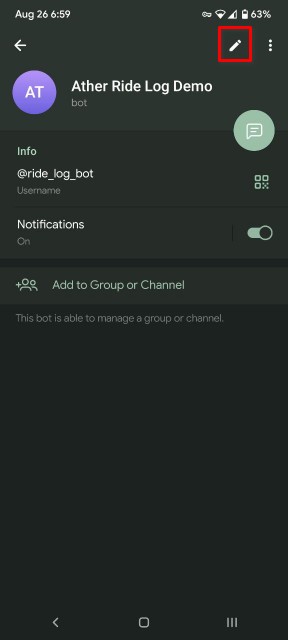 Aug 26 6:59
63%
AT
Ather Ride Log Demo
bot
Info
@ride_log_bot
Username
Notifications
On
Add to Group or Channel
This bot is able to manage a group or channel.